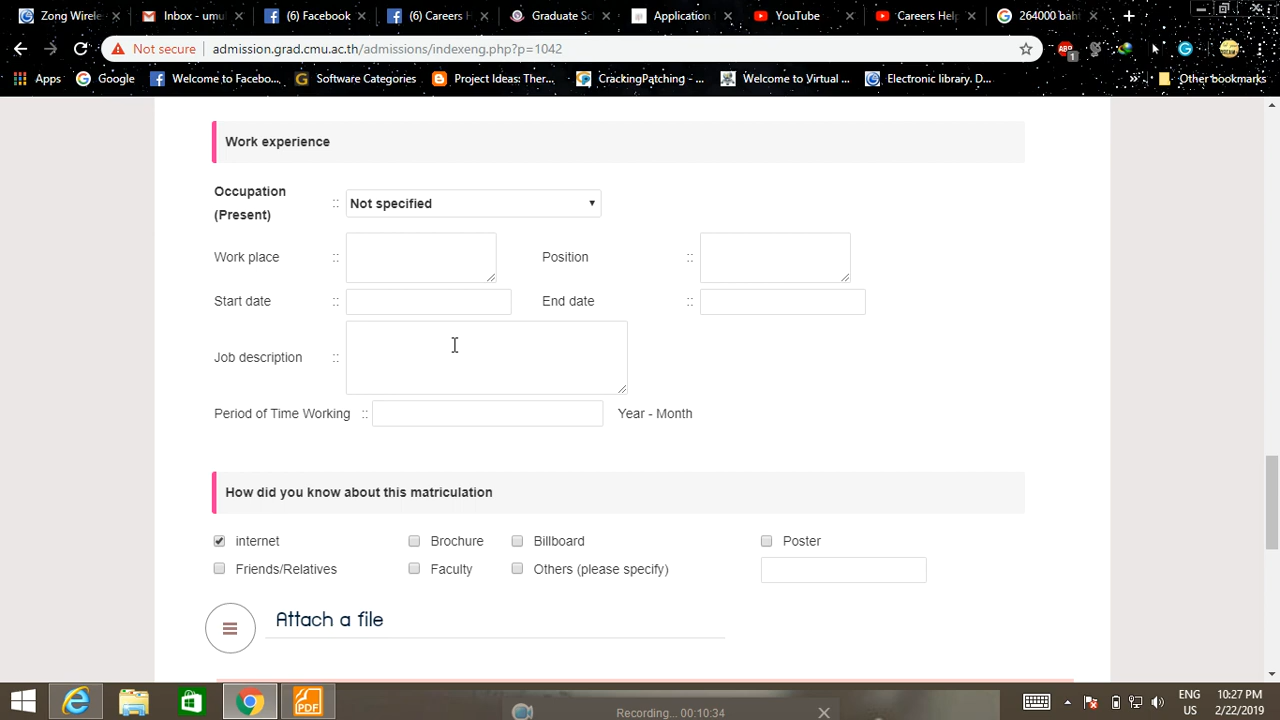 Zong Wirele
Inbox - umu
(6) Facebook
(6) Careers H
Graduate Sc
Application
YouTube
Careers Help
264000 baht
Not secure admission.grad.cmu.ac.th/admissions/indexeng.php?p=1042
ABP
1
Apps
Google
Welcome to Facebo...
Software Categories
Project Ideas: Ther...
CrackingPatching - ...
Welcome to Virtual ...
Electronic library. D...
Other bookmarks
Work experience
Occupation
(Present)
:: Not specified
Work place ::
Position ::
Start date ::
End date ::
Job description ::
Period of Time Working :: Year - Month
How did you know about this matriculation
internet Brochure Billboard Poster
Friends/Relatives Faculty Others (please specify)
Attach a file
PDF
Recording... 00:10:34
ENG
US
10:27 PM
2/22/2019